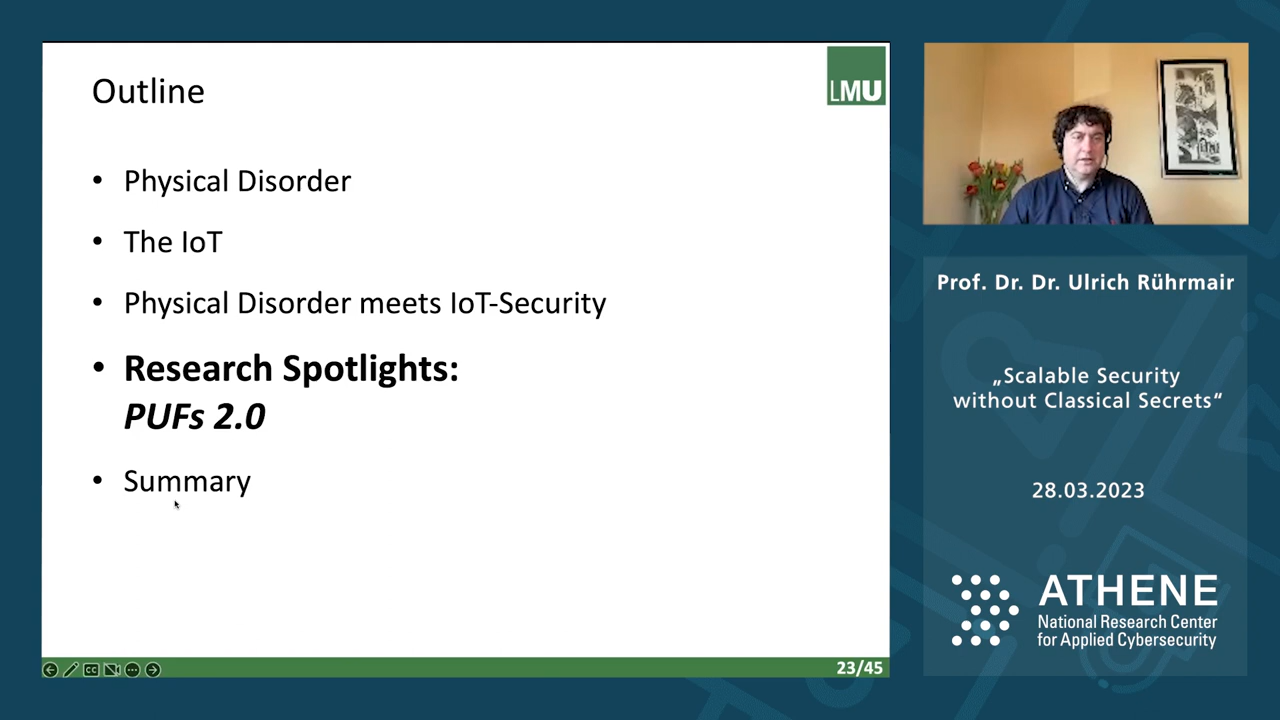 Outline
LMU
• Physical Disorder
• The IoT
• Physical Disorder meets IoT-Security
• Research Spotlights:
PUFs 2.0
• Summary
CC
23/45
Prof. Dr. Dr. Ulrich Rührmair
„Scalable Security
without Classical Secrets“
28.03.2023
ATHENE
National Research Center
for Applied Cybersecurity